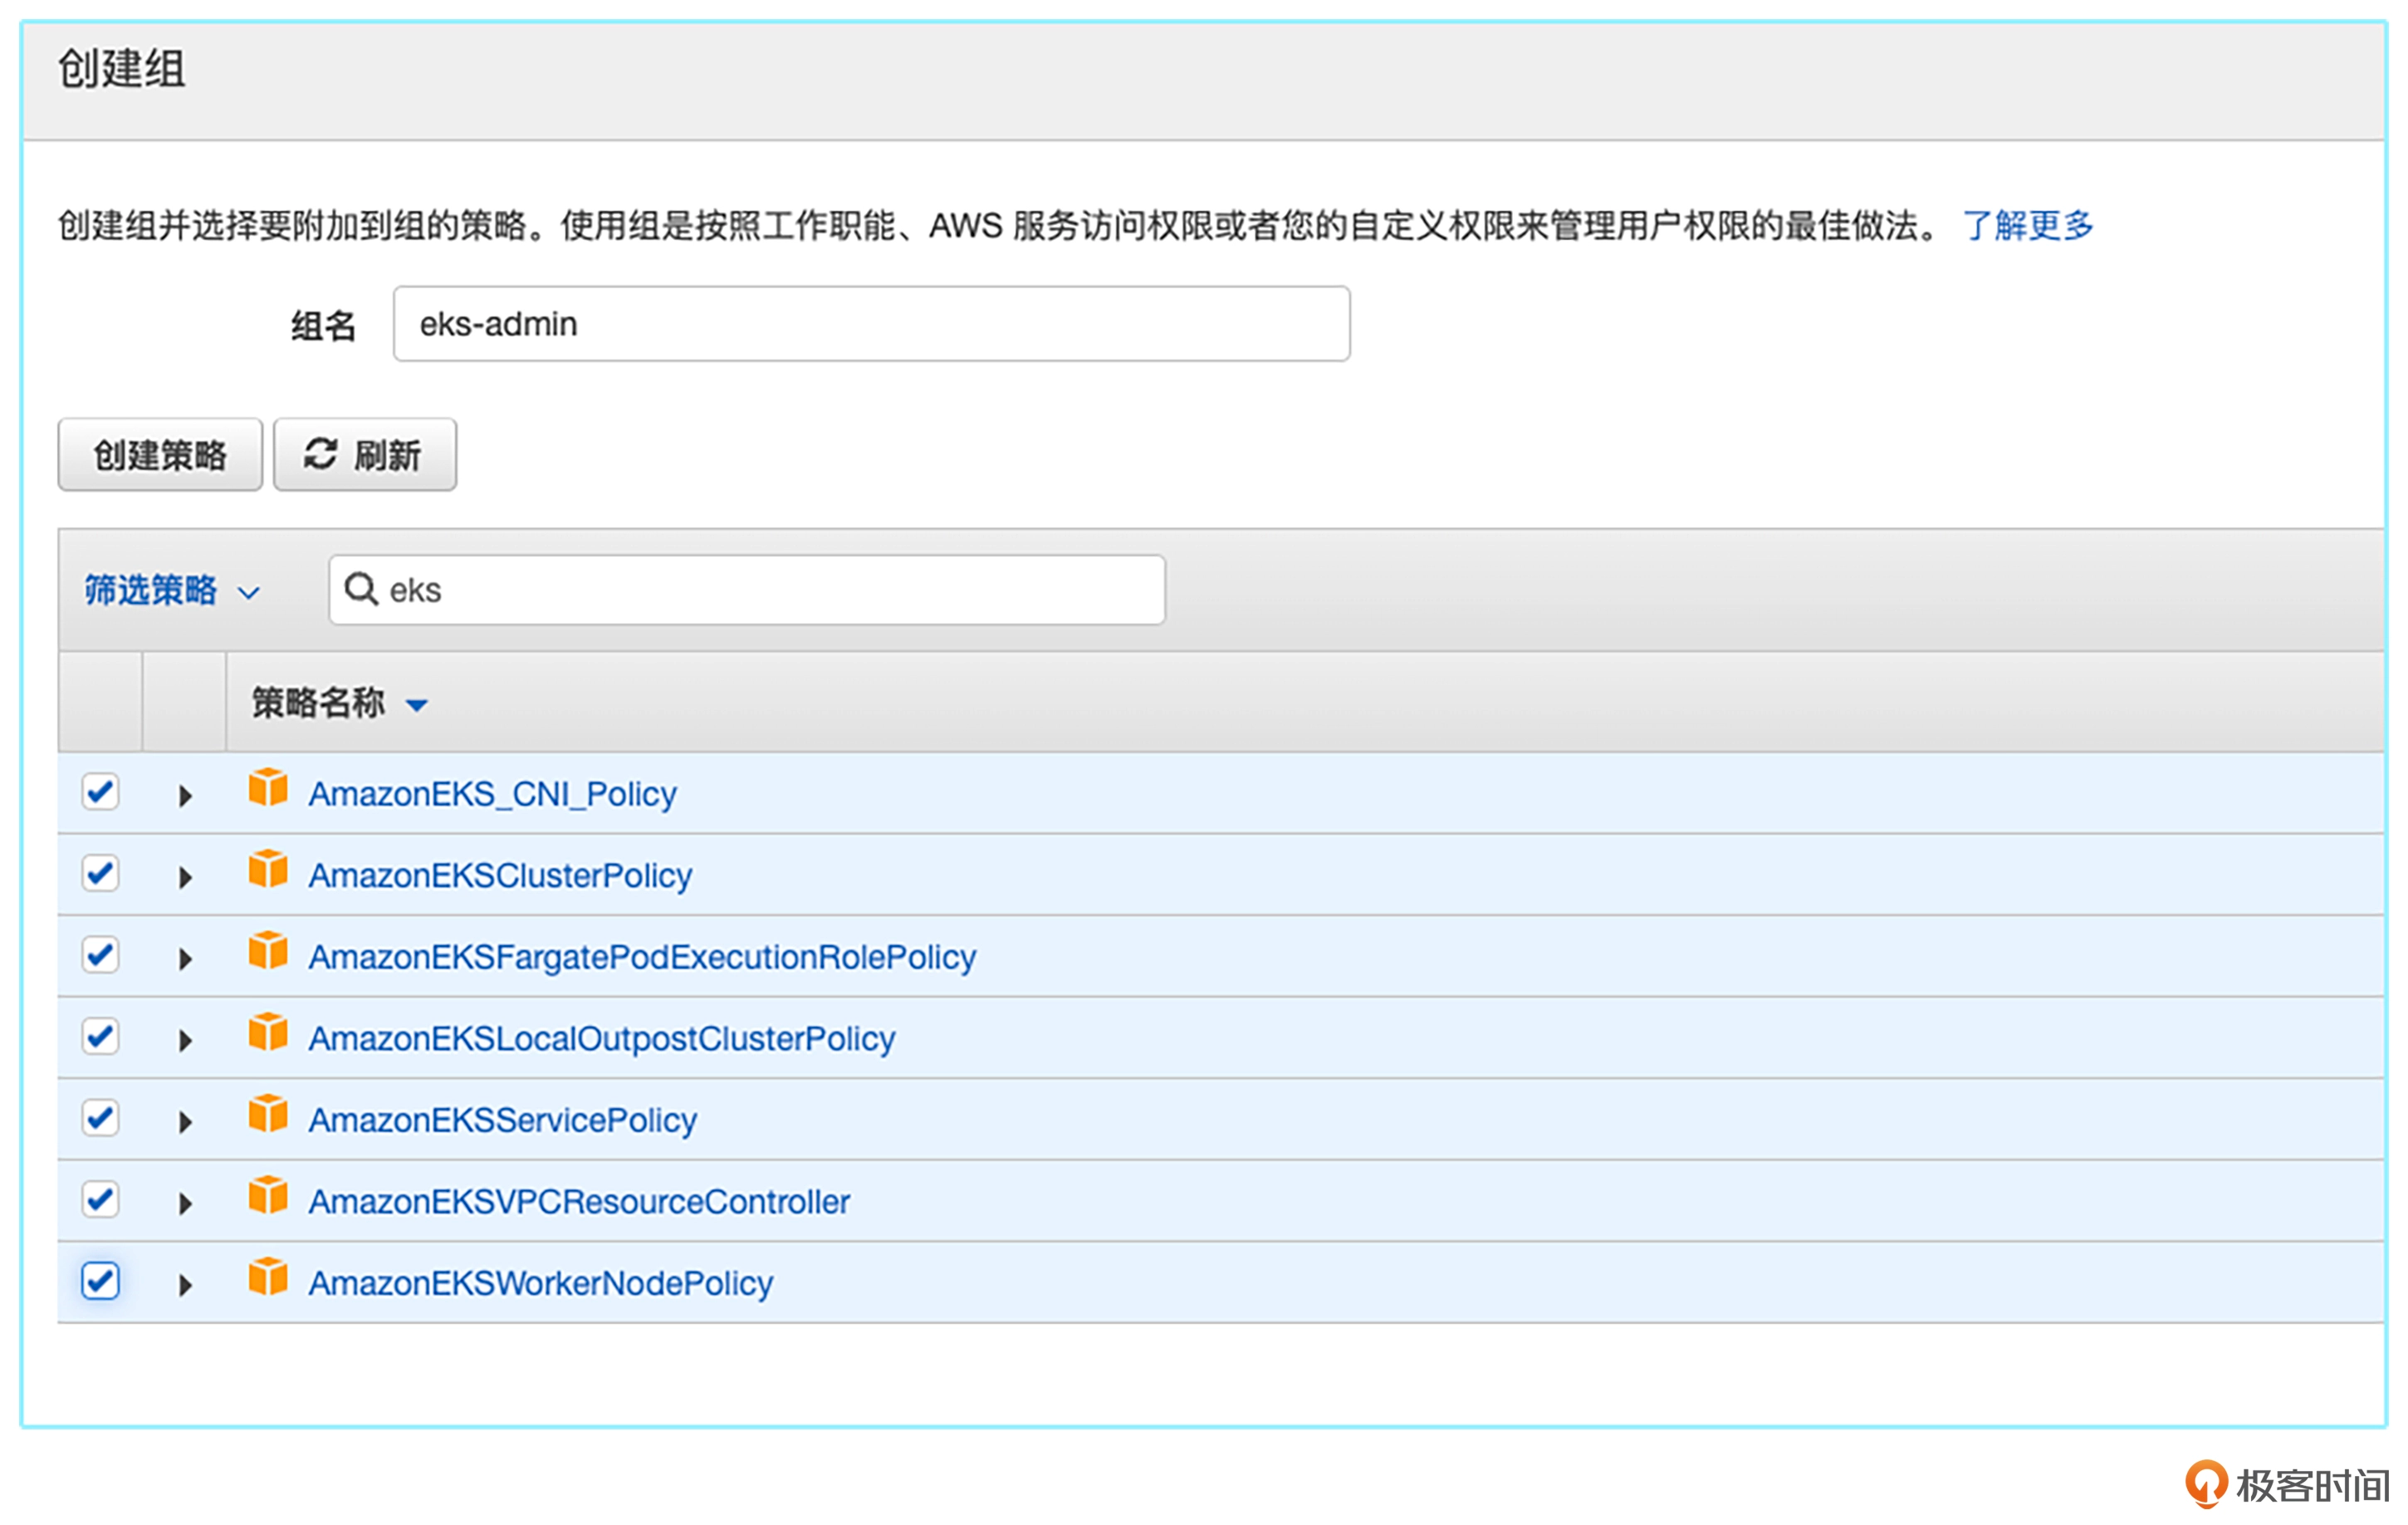 创建组
创建组并选择要附加到组的策略。使用组是按照工作职能、AWS 服务访问权限或者您的自定义权限来管理用户权限的最佳做法。 了解更多
组名 eks-admin
创建策略 刷新
筛选策略 eks
策略名称
AmazonEKS_CNI_Policy
AmazonEKSClusterPolicy
AmazonEKSFargatePodExecutionRolePolicy
AmazonEKSLocalOutpostClusterPolicy
AmazonEKSServicePolicy
AmazonEKSVPCResourceController
AmazonEKSWorkerNodePolicy
极客时间